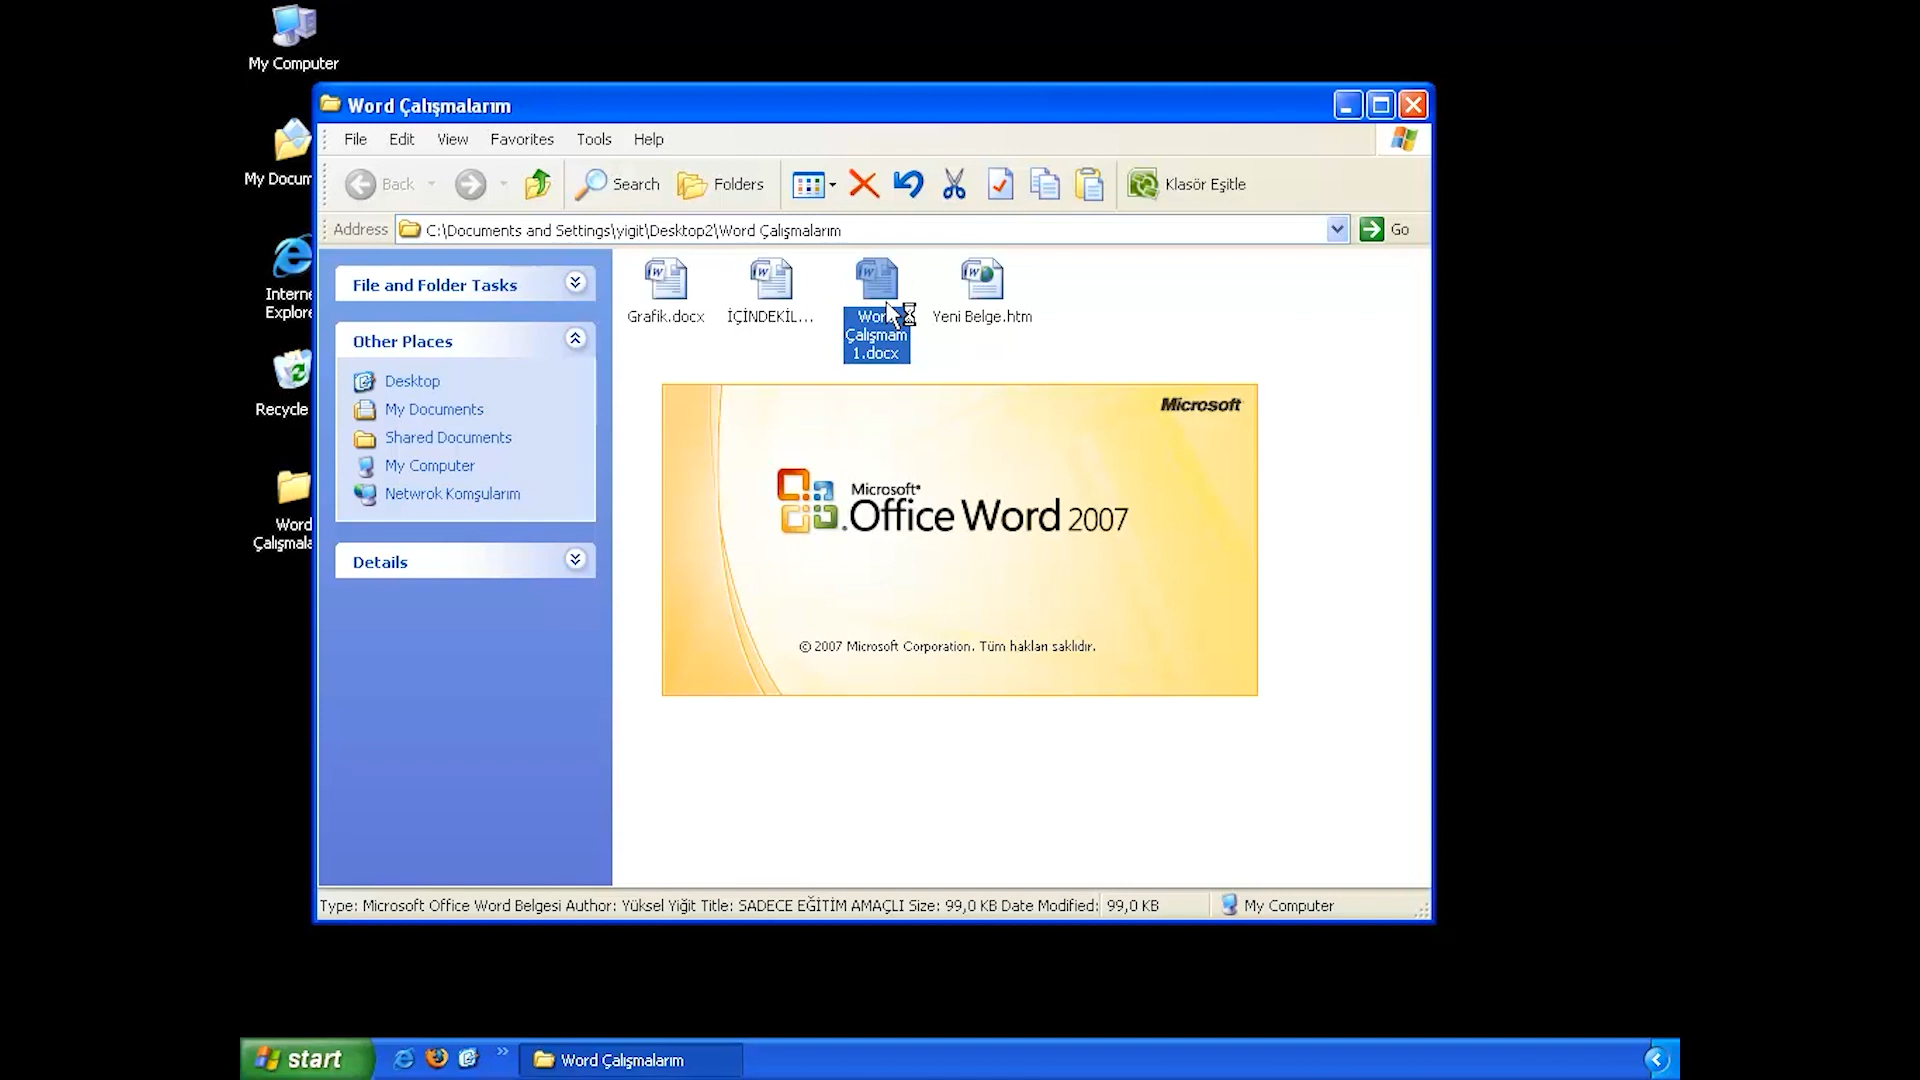 My Computer
Word Çalışmalarım
File Edit View Favorites Tools Help
Back Search Folders Klasör Eşitle
Address C:\Documents and Settings\yigit\Desktop2\Word Çalışmalarım Go
My Docum
Interne
Explore
Recycle
Word
Çalışmala
File and Folder Tasks
Other Places
Desktop
My Documents
Shared Documents
My Computer
Netwrok Komşularım
Details
Grafik.docx İÇİNDEKİL... Yeni Belge.htm
Word
Çalışmam
1.docx
Microsoft
Microsoft
Office Word 2007
© 2007 Microsoft Corporation. Tüm hakları saklıdır.
Type: Microsoft Office Word Belgesi Author: Yüksel Yiğit Title: SADECE EĞİTİM AMAÇLI Size: 99,0 KB Date Modified: 99,0 KB My Computer
start Word Çalışmalarım